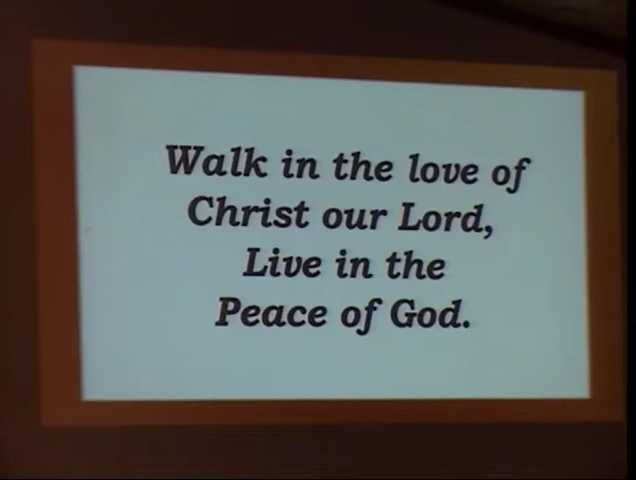 Walk in the love of
Christ our Lord,
Live in the
Peace of God.